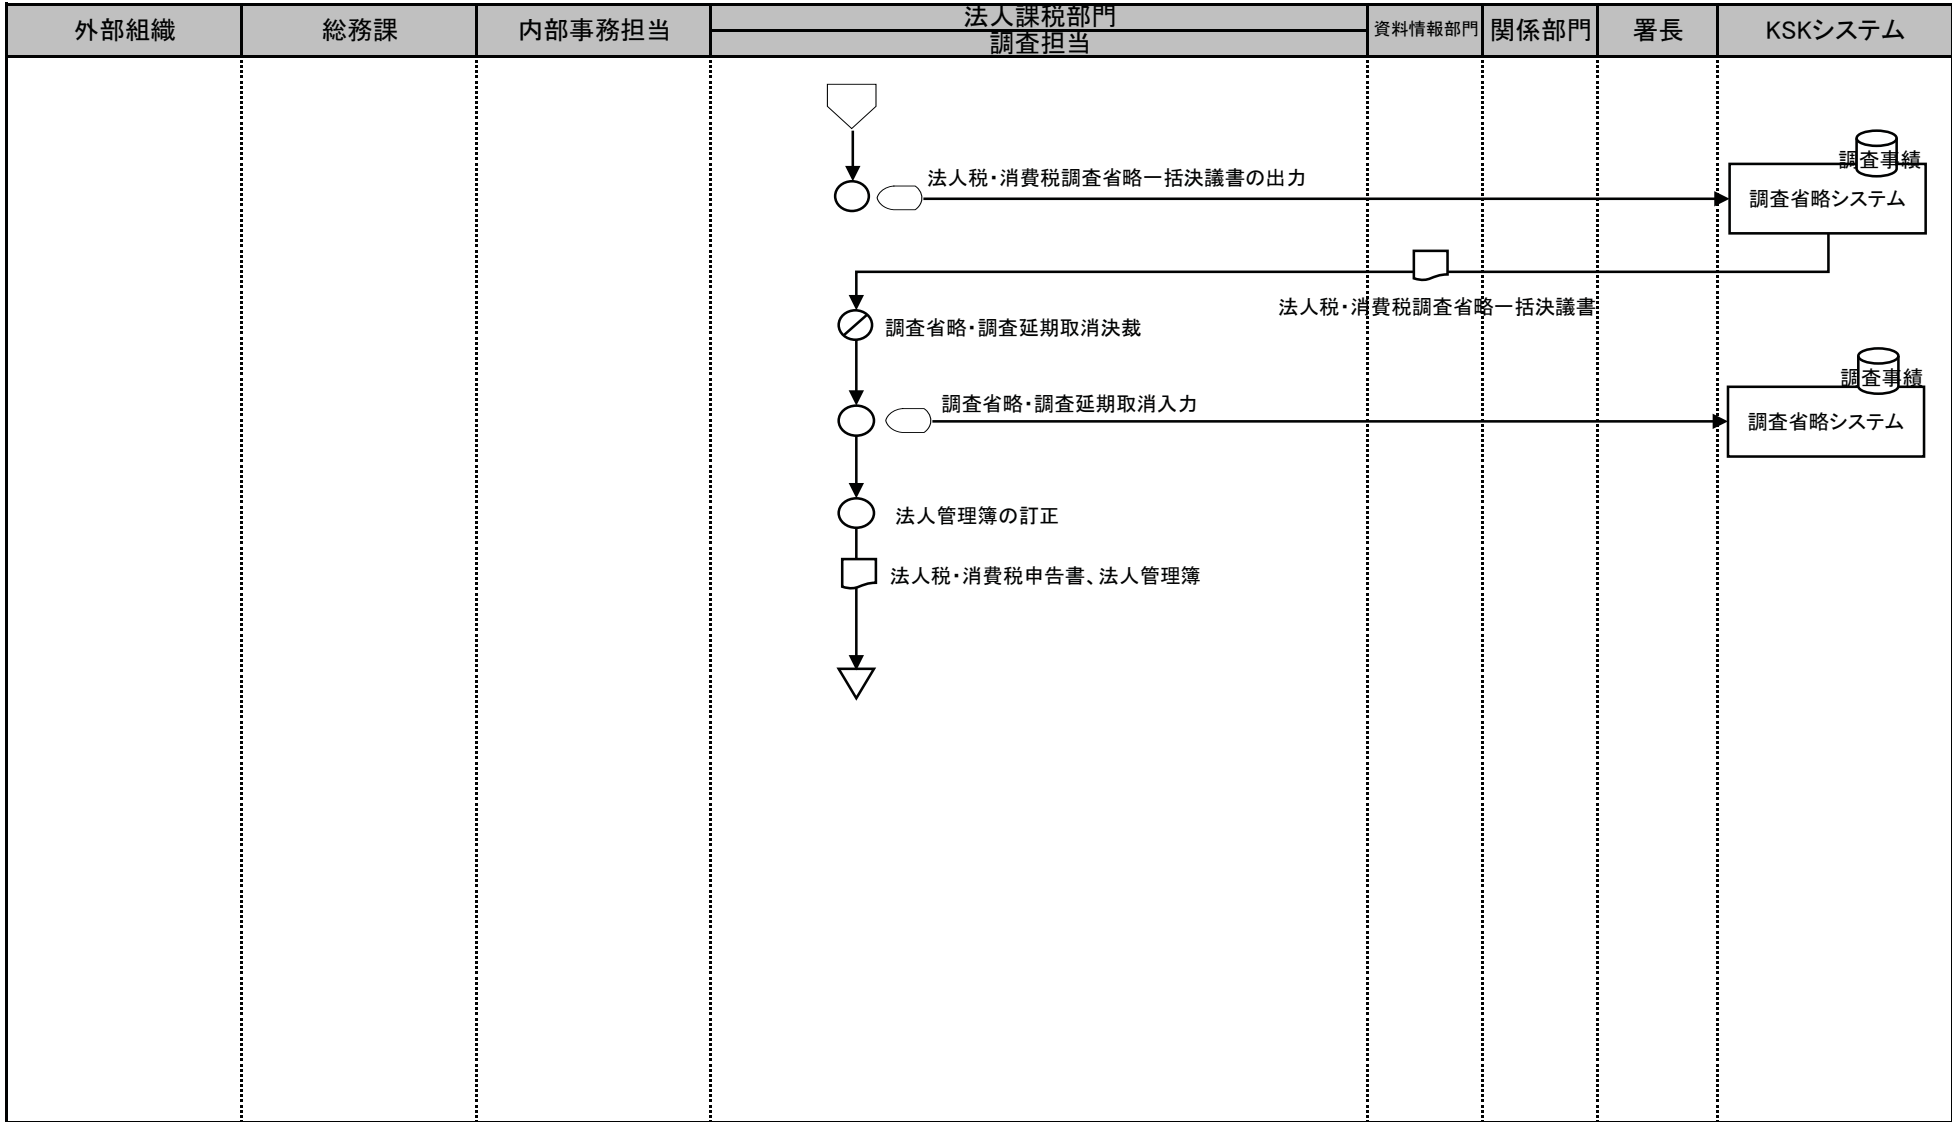 外部組織
総務課
内部事務担当
法人課税部門
調査担当
資料情報部門
関係部門
署長
KSKシステム
調査事績
法人税・消費税調査省略一括決議書の出力
調査省略システム
法人税・消費税調査省略一括決議書
調査省略・調査延期取消決裁
調査事績
調査省略・調査延期取消入力
調査省略システム
法人管理簿の訂正
法人税・消費税申告書、法人管理簿